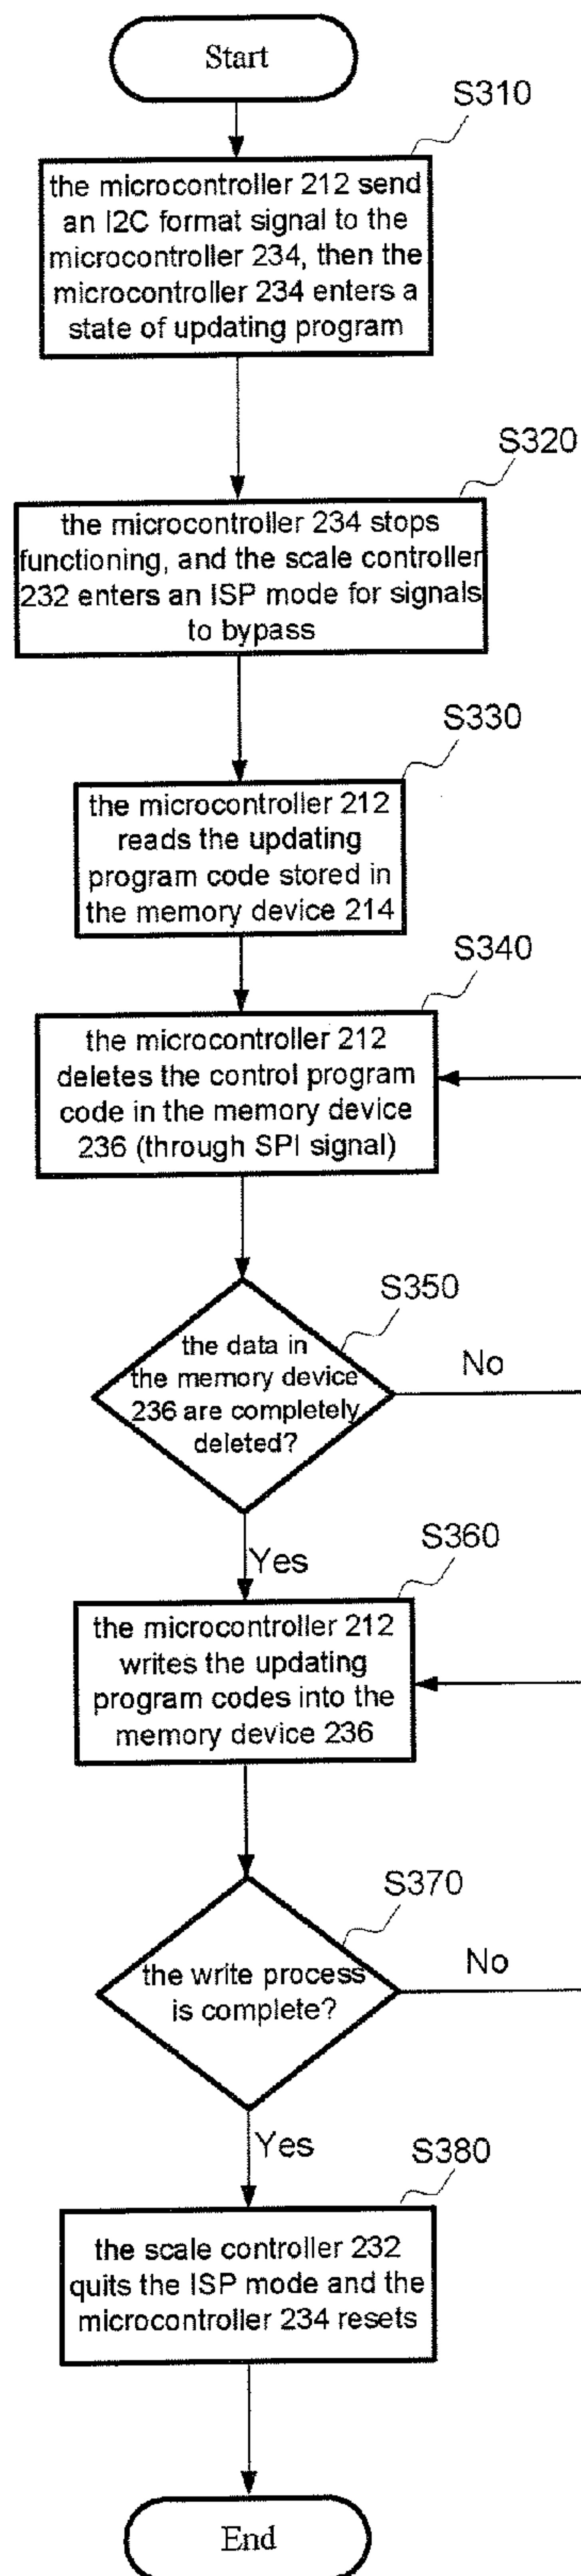 Start
S310
the microcontroller 212 send
an I2C format signal to the
microcontroller 234, then the
microcontroller 234 enters a
state of updating program
S320
the microcontroller 234 stops
functioning, and the scale controller
232 enters an ISP mode for signals
to bypass
S330
the microcontroller 212
reads the updating
program code stored in
the memory device 214
S340
the microcontroller 212
deletes the control program
code in the memory device
236 (through SPI signal)
S350
the data in
the memory device
236 are completely
deleted?
No
Yes
S360
the microcontroller 212
writes the updating
program codes into the
memory device 236
S370
the write process
is complete?
No
Yes
S380
the scale controller 232
quits the ISP mode and the
microcontroller 234 resets
End